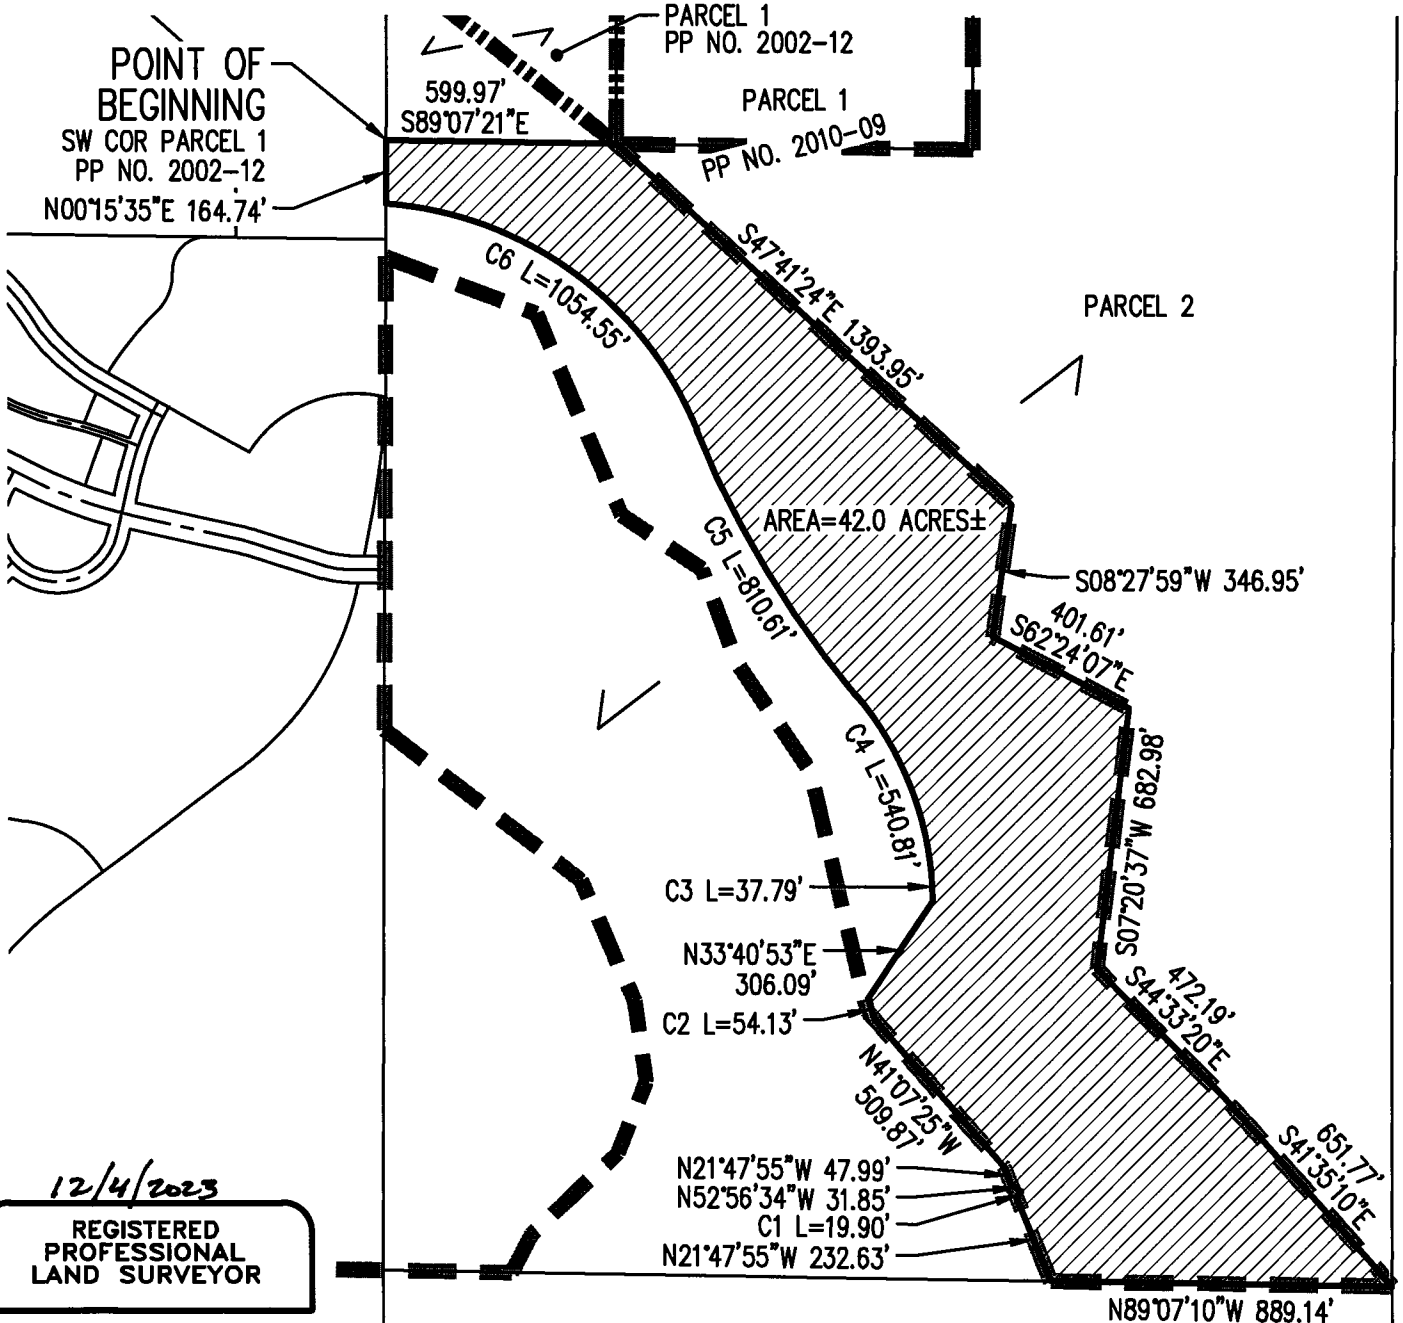 PARCEL 1
PP NO. 2002-12
POINT OF
BEGINNING
SW COR PARCEL 1
PP NO. 2002-12
N00°15'35"E 164.74'
599.97'
S89°07'21"E
PARCEL 1
PP NO. 2010-09
S47°41'24"E 1393.95'
C6 L=1054.55'
PARCEL 2
AREA=42.0 ACRES±
C5 L=810.61'
S08°27'59"W 346.95'
401.61'
S62°24'07"E
C4 L=540.81'
S07°20'37"W 682.98'
C3 L=37.79'
N33°40'53"E
306.09'
C2 L=54.13'
472.19'
S44°33'20"E
N41°07'25"W
509.87'
651.77'
S41°35'10"E
N21°47'55"W 47.99'
N52°56'34"W 31.85'
C1 L=19.90'
N21°47'55"W 232.63'
N89°07'10"W 889.14'
12/4/2023
REGISTERED
PROFESSIONAL
LAND SURVEYOR